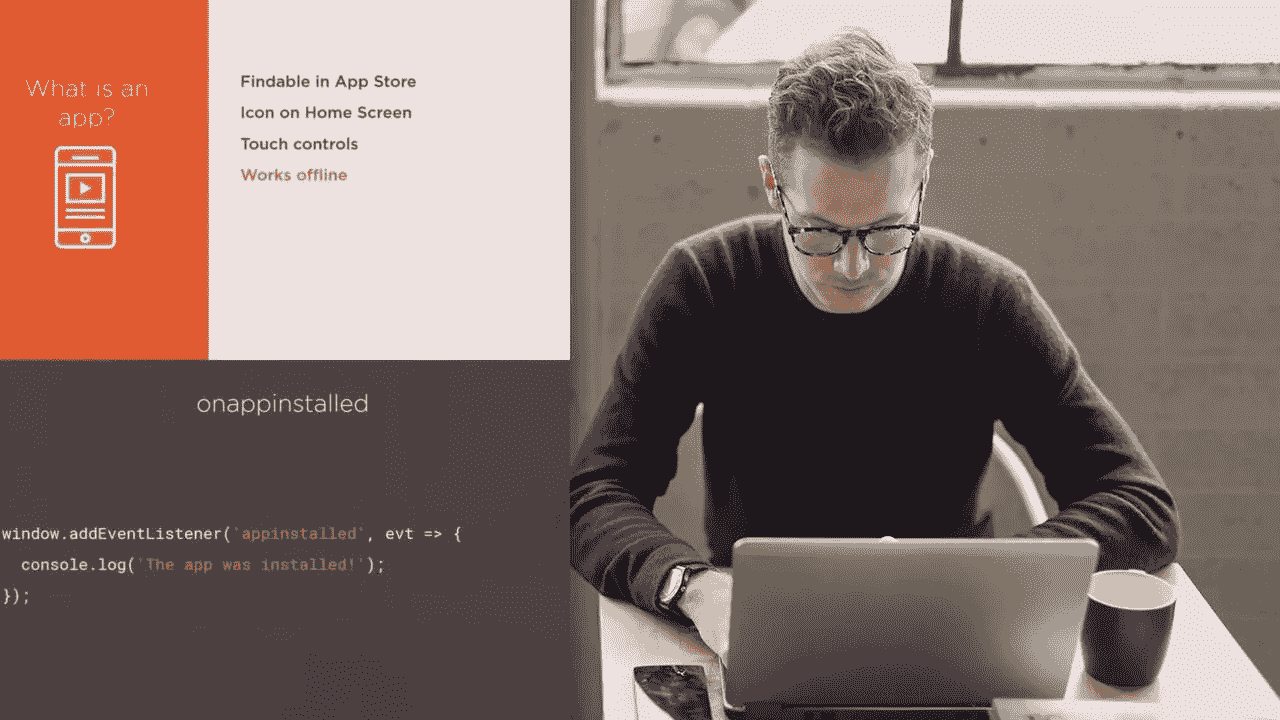 What is an
app?
Findable in App Store
Icon on Home Screen
Touch controls
Works offline
onappinstalled
window.addEventListener('appinstalled', evt => {
  console.log('The app was installed!');
});